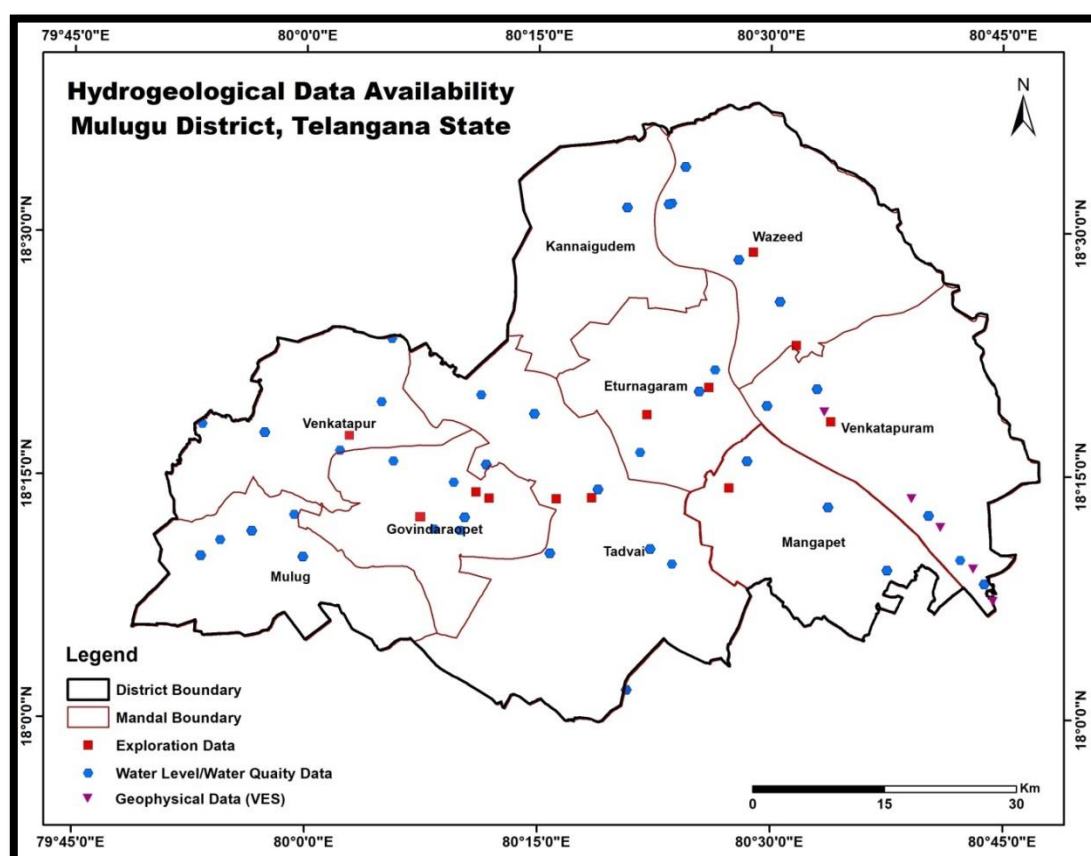 79°45'0"E 80°0'0"E 80°15'0"E 80°30'0"E 80°45'0"E
Hydrogeological Data Availability
Mulugu District, Telangana State
N
18°30'0"N
18°30'0"N
Kannaigudem
Wazeed
Eturnagaram
Venkatapur
Venkatapuram
18°15'0"N
18°15'0"N
Govindaraopet
Tadvai
Mangapet
Mulug
Legend
District Boundary
Mandal Boundary
Exploration Data
Water Level/Water Quaity Data
Geophysical Data (VES)
18°0'0"N
18°0'0"N
Km
0 15 30
79°45'0"E 80°0'0"E 80°15'0"E 80°30'0"E 80°45'0"E